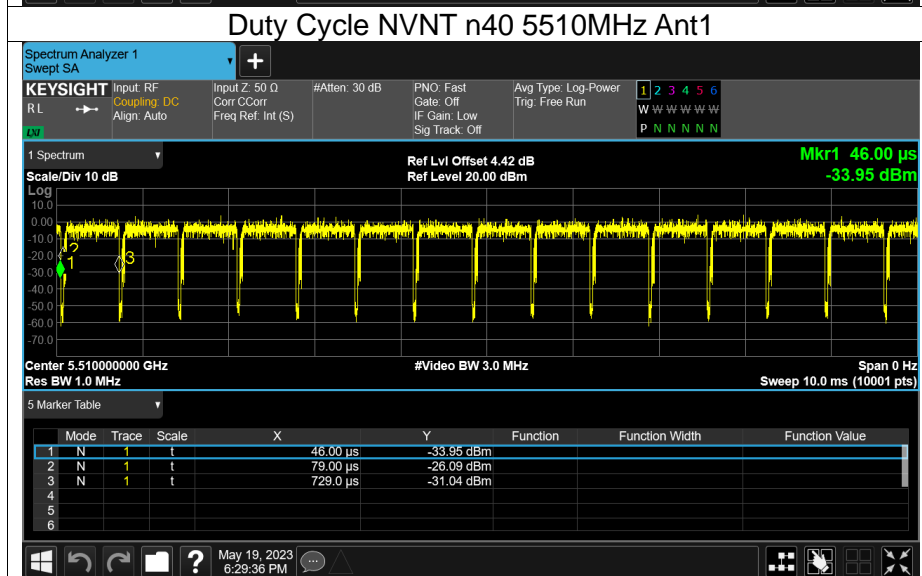 Duty Cycle NVNT n40 5510MHz Ant1
Spectrum Analyzer 1
Swept SA
+
KEYSIGHT Input: RF Input Z: 50 Ω #Atten: 30 dB PNO: Fast Avg Type: Log-Power 1 2 3 4 5 6
R L Coupling: DC Corr CCorr Gate: Off Trig: Free Run W W W W W W
Align: Auto Freq Ref: Int (S) IF Gain: Low
LXI Sig Track: Off P N N N N N
1 Spectrum Ref Lvl Offset 4.42 dB Mkr1 46.00 µs
Scale/Div 10 dB Ref Level 20.00 dBm -33.95 dBm
Log
10.0
0.00
-10.0
-20.0 2
1 3
-30.0
-40.0
-50.0
-60.0
-70.0
Center 5.510000000 GHz #Video BW 3.0 MHz Span 0 Hz
Res BW 1.0 MHz Sweep 10.0 ms (10001 pts)
5 Marker Table
Mode Trace Scale X Y Function Function Width Function Value
1 N 1 t 46.00 µs -33.95 dBm
2 N 1 t 79.00 µs -26.09 dBm
3 N 1 t 729.0 µs -31.04 dBm
4
5
6
? May 19, 2023
6:29:36 PM